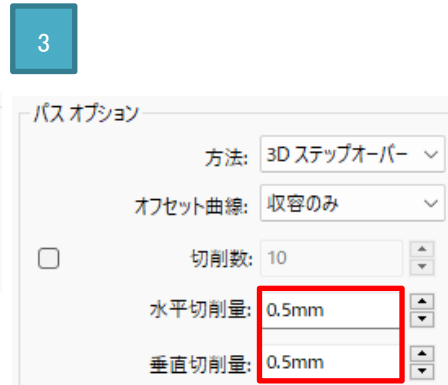 3
パス オプション
方法: 3D ステップオーバー
オフセット曲線: 収容のみ
切削数: 10
水平切削量: 0.5mm
垂直切削量: 0.5mm